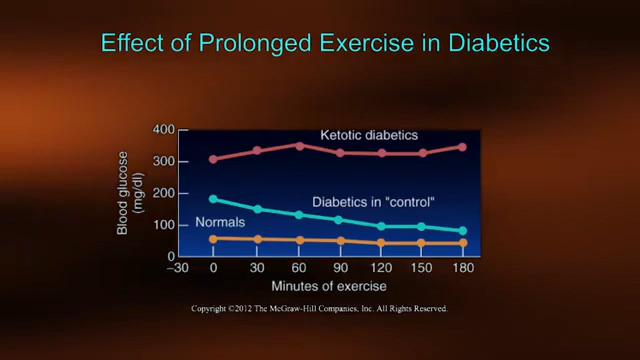 Effect of Prolonged Exercise in Diabetics
400
300
200
100
0
Blood glucose
(mg/dl)
Ketotic diabetics
Diabetics in "control"
Normals
–30 0 30 60 90 120 150 180
Minutes of exercise
Copyright ©2012 The McGraw-Hill Companies, Inc. All Rights Reserved.